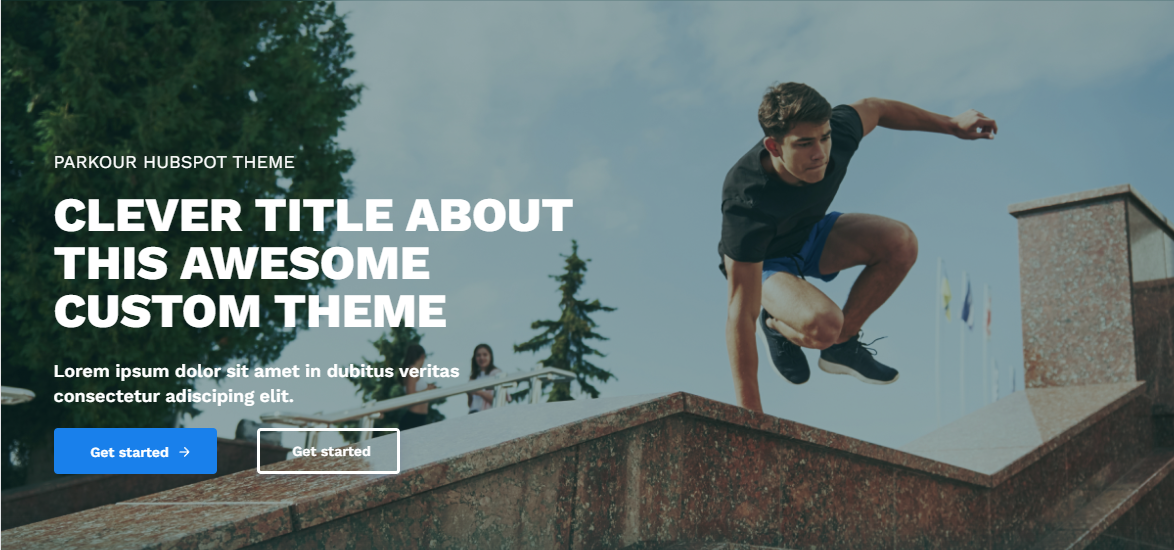 PARKOUR HUBSPOT THEME
CLEVER TITLE ABOUT
THIS AWESOME
CUSTOM THEME
Lorem ipsum dolor sit amet in dubitus veritas
consectetur adisciping elit.
Get started →
Get started